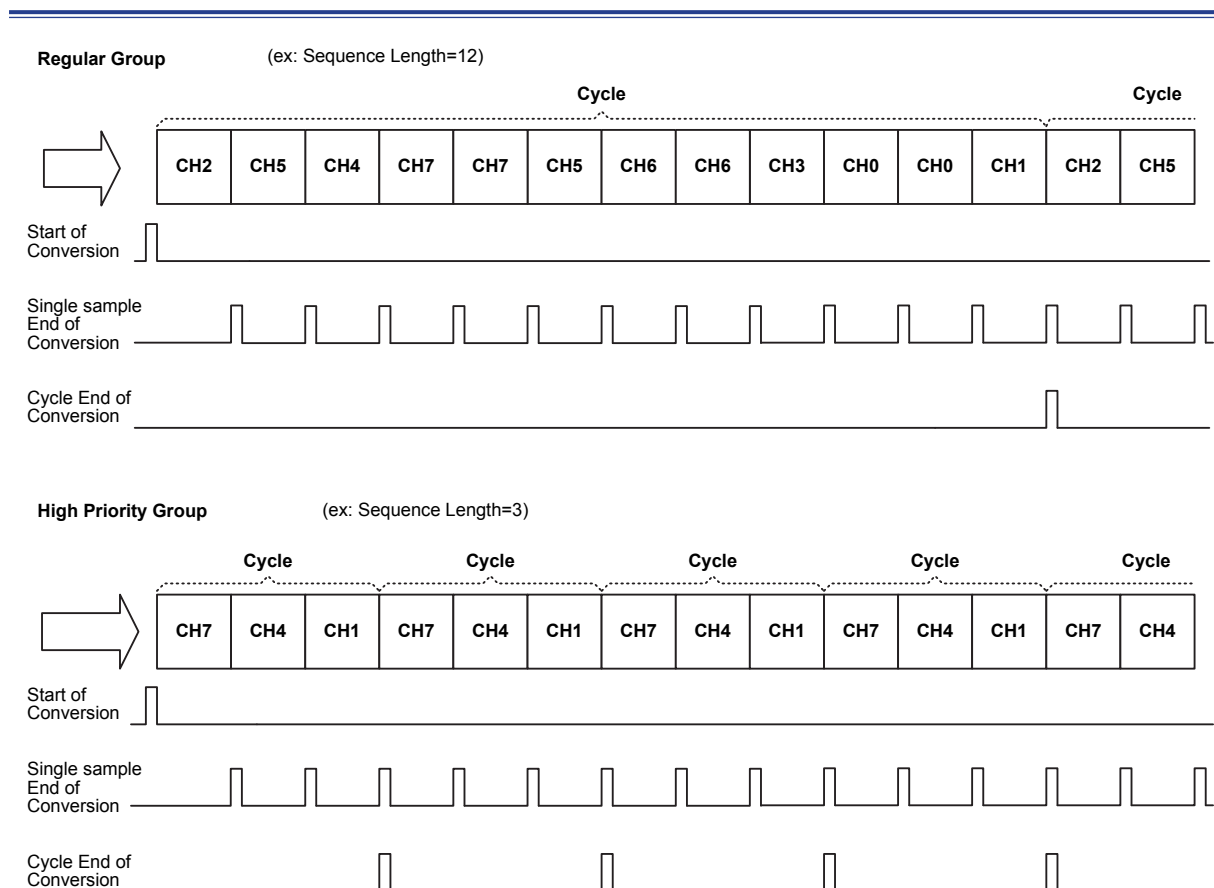 Regular Group (ex: Sequence Length=12)
Cycle Cycle
CH2 CH5 CH4 CH7 CH7 CH5 CH6 CH6 CH3 CH0 CH0 CH1 CH2 CH5
Start of
Conversion
Single sample
End of
Conversion
Cycle End of
Conversion
High Priority Group (ex: Sequence Length=3)
Cycle Cycle Cycle Cycle Cycle
CH7 CH4 CH1 CH7 CH4 CH1 CH7 CH4 CH1 CH7 CH4 CH1 CH7 CH4
Start of
Conversion
Single sample
End of
Conversion
Cycle End of
Conversion